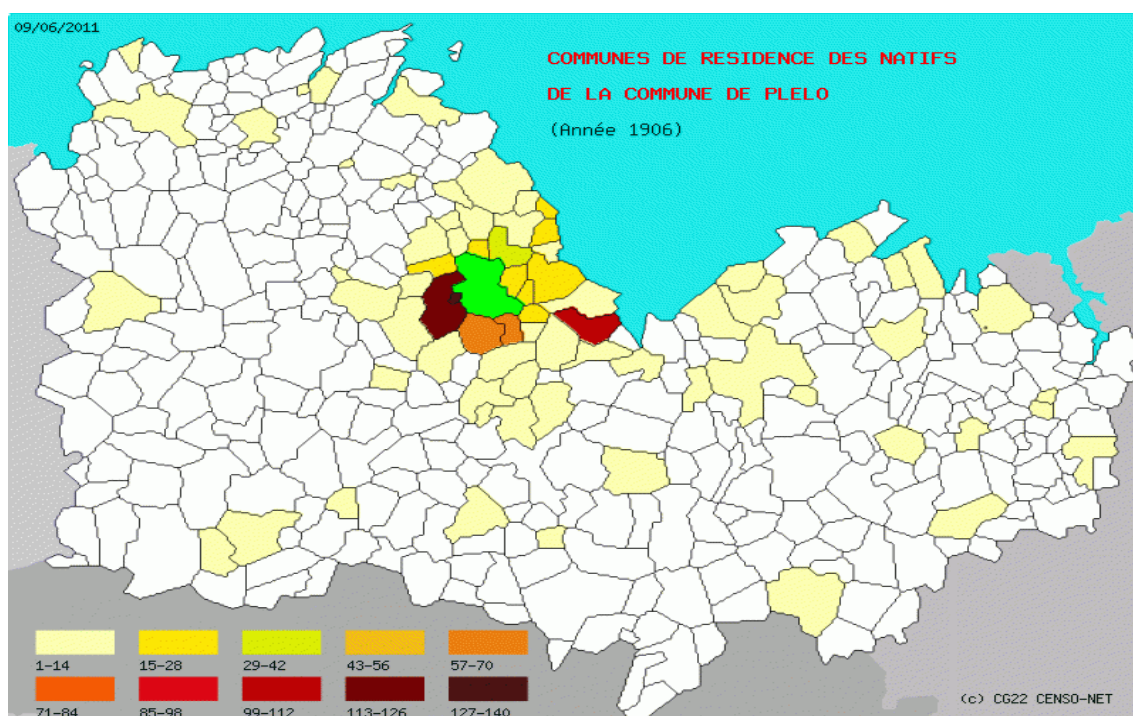 09/06/2011
COMMUNES DE RESIDENCE DES NATIFS
DE LA COMMUNE DE PLELO
(Année 1906)
1-14 15-28 29-42 43-56 57-70
71-84 85-98 99-112 113-126 127-140
(c) CG22 CENSO-NET